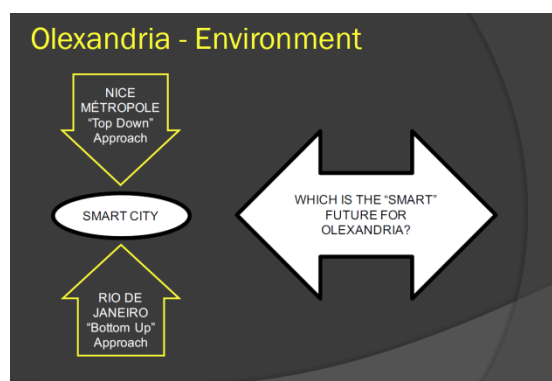 Olexandria - Environment
NICE
MÉTROPOLE
“Top Down”
Approach
SMART CITY
RIO DE
JANEIRO
“Bottom Up”
Approach
WHICH IS THE “SMART”
FUTURE FOR
OLEXANDRIA?